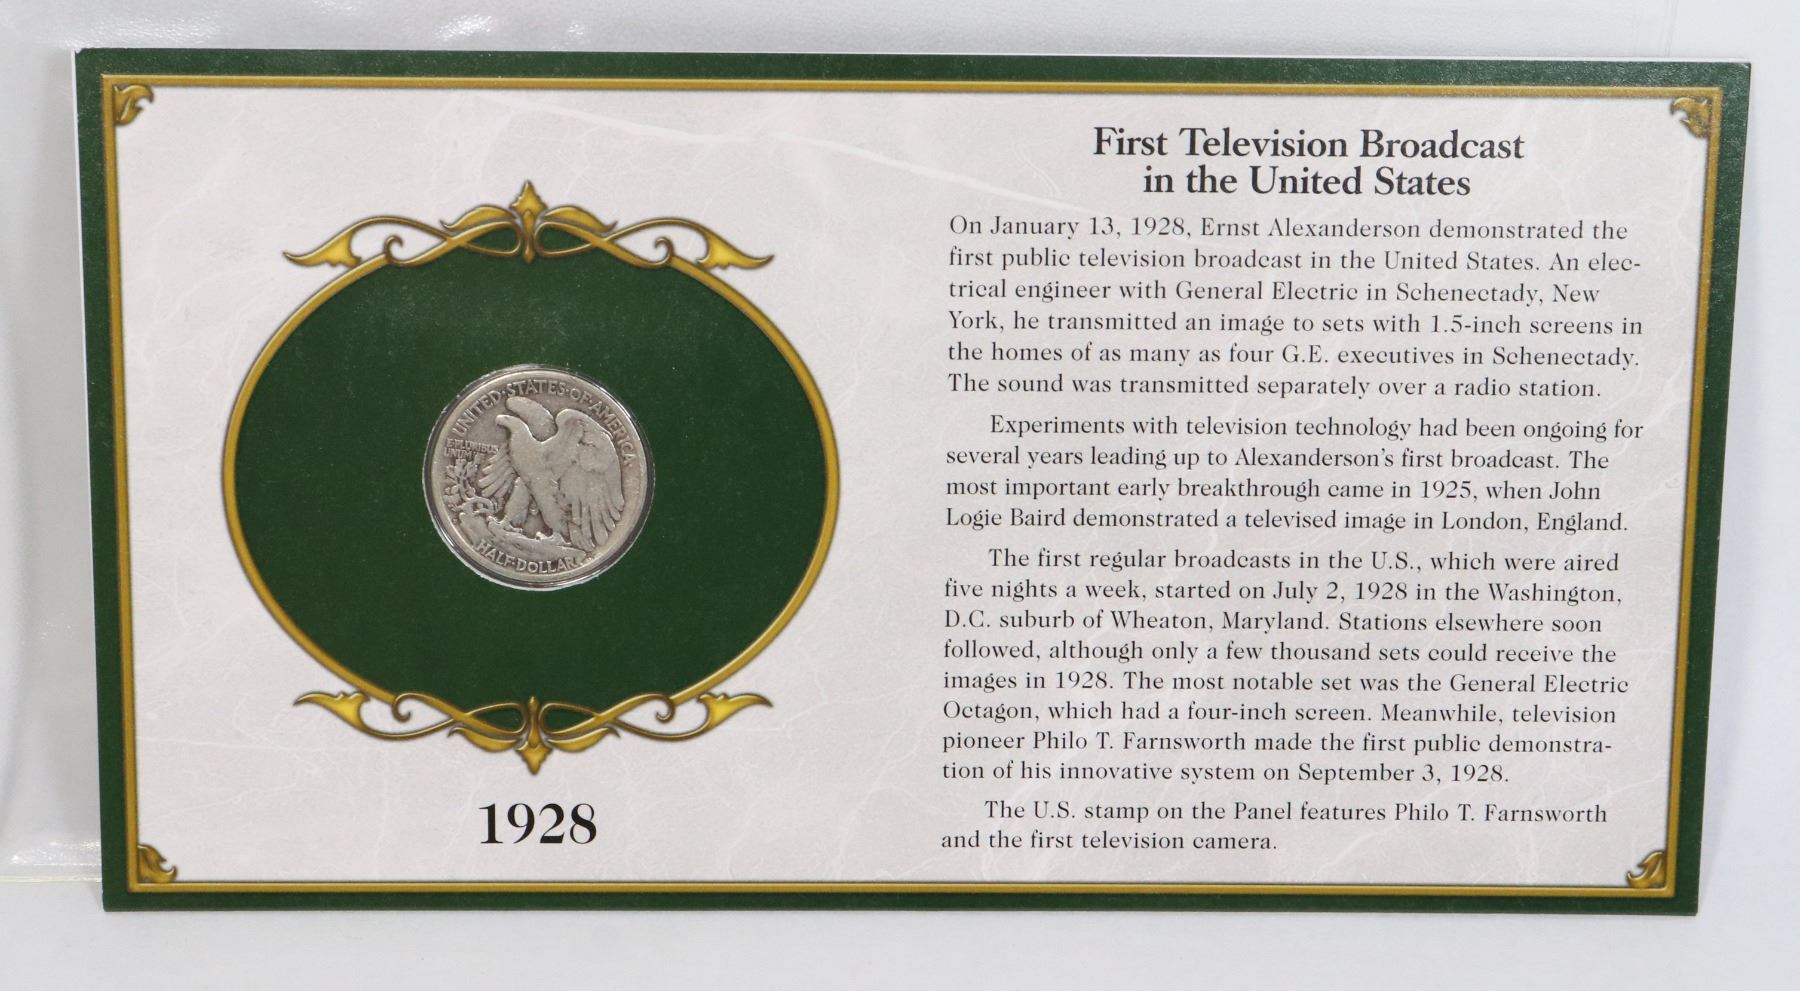 UNITED·STATES·OF·AMERICA
E·PLURIBUS
UNUM
HALF·DOLLAR
1928
First Television Broadcast
in the United States
On January 13, 1928, Ernst Alexanderson demonstrated the
first public television broadcast in the United States. An elec-
trical engineer with General Electric in Schenectady, New
York, he transmitted an image to sets with 1.5-inch screens in
the homes of as many as four G.E. executives in Schenectady.
The sound was transmitted separately over a radio station.
Experiments with television technology had been ongoing for
several years leading up to Alexanderson's first broadcast. The
most important early breakthrough came in 1925, when John
Logie Baird demonstrated a televised image in London, England.
The first regular broadcasts in the U.S., which were aired
five nights a week, started on July 2, 1928 in the Washington,
D.C. suburb of Wheaton, Maryland. Stations elsewhere soon
followed, although only a few thousand sets could receive the
images in 1928. The most notable set was the General Electric
Octagon, which had a four-inch screen. Meanwhile, television
pioneer Philo T. Farnsworth made the first public demonstra-
tion of his innovative system on September 3, 1928.
The U.S. stamp on the Panel features Philo T. Farnsworth
and the first television camera.